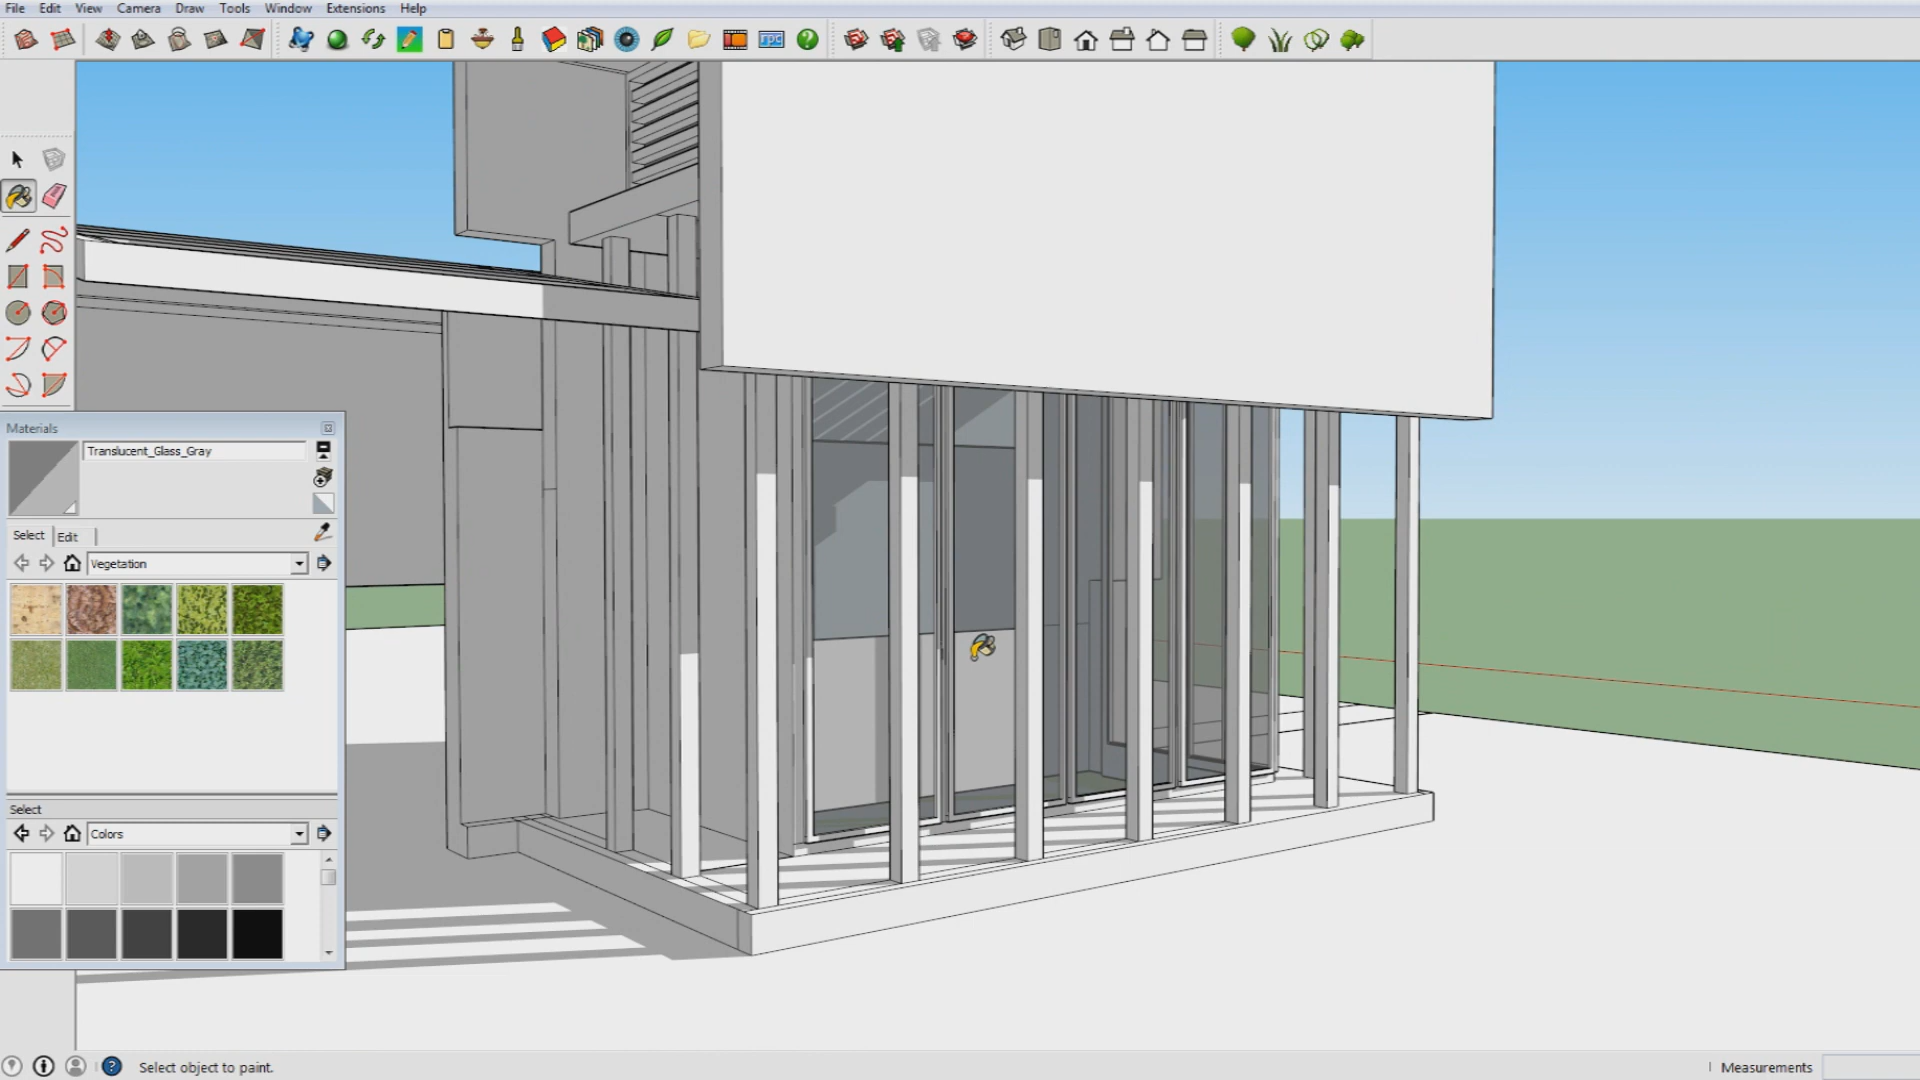 File Edit View Camera Draw Tools Window Extensions Help
Materials
Translucent_Glass_Gray
Select Edit
Vegetation
Select
Colors
Select object to paint.
Measurements